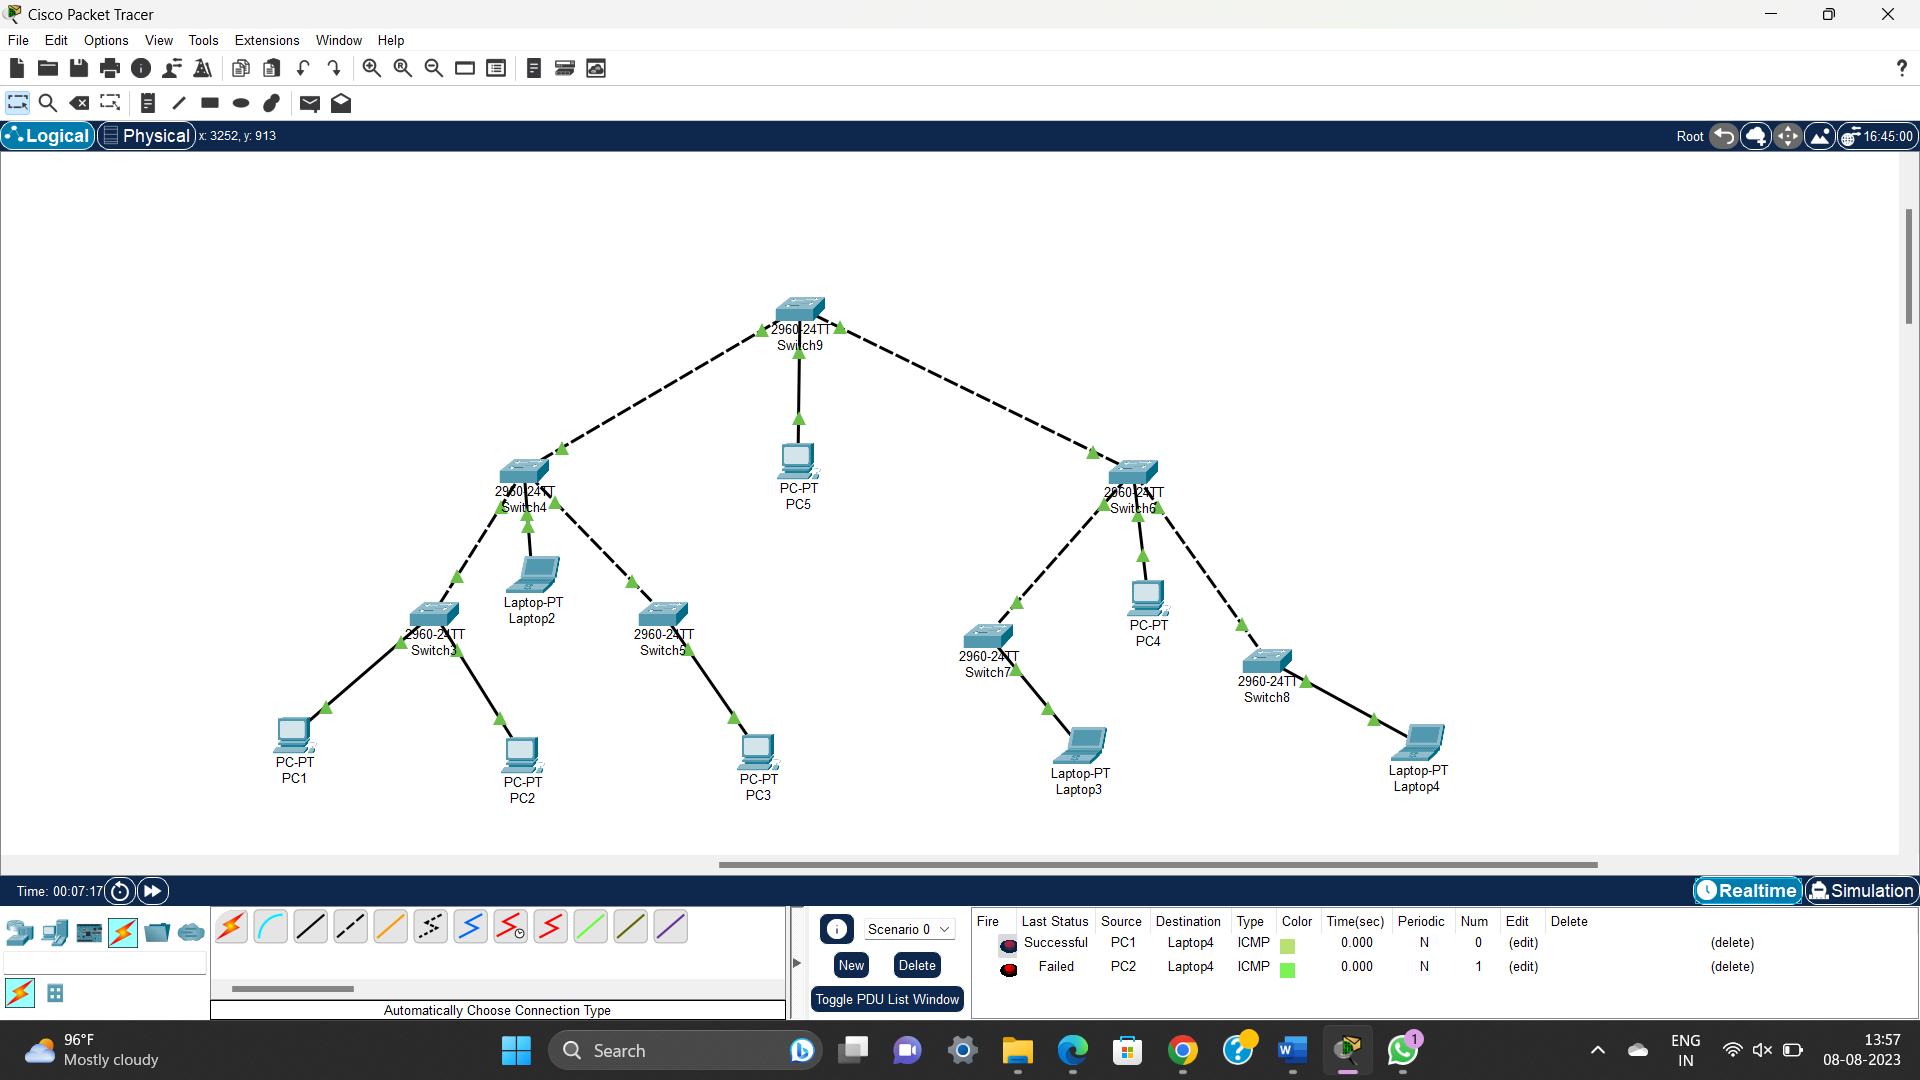 Cisco Packet Tracer
File Edit Options View Tools Extensions Window Help
?
Logical Physical x: 3252, y: 913 Root 16:45:00
2960-24TT
Switch9
PC-PT
PC5
2960-24TT
Switch4
2960-24TT
Switch6
Laptop-PT
Laptop2
PC-PT
PC4
2960-24TT
Switch3
2960-24TT
Switch5
2960-24TT
Switch7
2960-24TT
Switch8
PC-PT
PC1
PC-PT
PC2
PC-PT
PC3
Laptop-PT
Laptop3
Laptop-PT
Laptop4
Time: 00:07:17 Realtime Simulation
Automatically Choose Connection Type
Scenario 0
New Delete
Toggle PDU List Window
Fire Last Status Source Destination Type Color Time(sec) Periodic Num Edit Delete
Successful PC1 Laptop4 ICMP 0.000 N 0 (edit) (delete)
Failed PC2 Laptop4 ICMP 0.000 N 1 (edit) (delete)
96°F
Mostly cloudy
Search
1
ENG
IN
13:57
08-08-2023